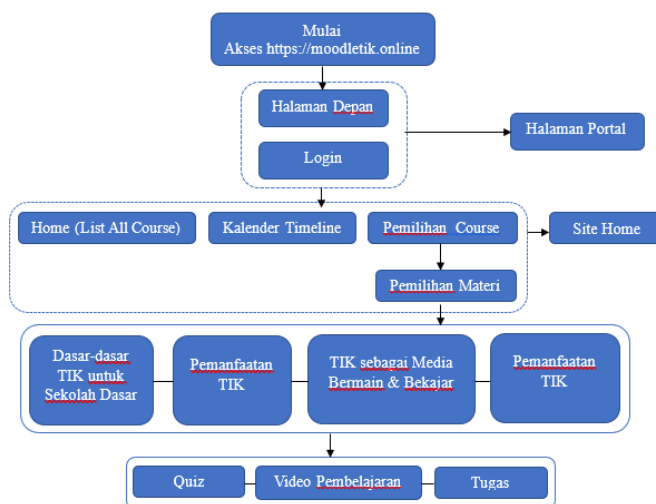 Mulai
Akses https://moodletik.online
Halaman Depan
Login
Halaman Portal
Home (List All Course)
Kalender Timeline
Pemilihan Course
Site Home
Pemilihan Materi
Dasar-dasar
TIK untuk
Sekolah Dasar
Pemanfaatan
TIK
TIK sebagai Media
Bermain & Bekajar
Pemanfaatan
TIK
Quiz
Video Pembelajaran
Tugas